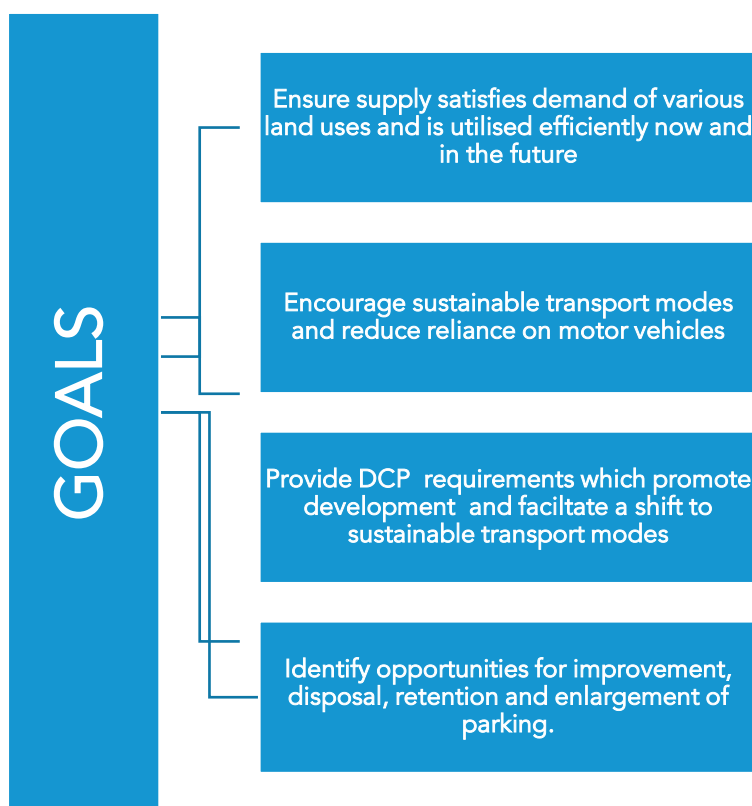 GOALS
Ensure supply satisfies demand of various
land uses and is utilised efficiently now and
in the future
Encourage sustainable transport modes
and reduce reliance on motor vehicles
Provide DCP  requirements which promote
development  and faciltate a shift to
sustainable transport modes
Identify opportunities for improvement,
disposal, retention and enlargement of
parking.